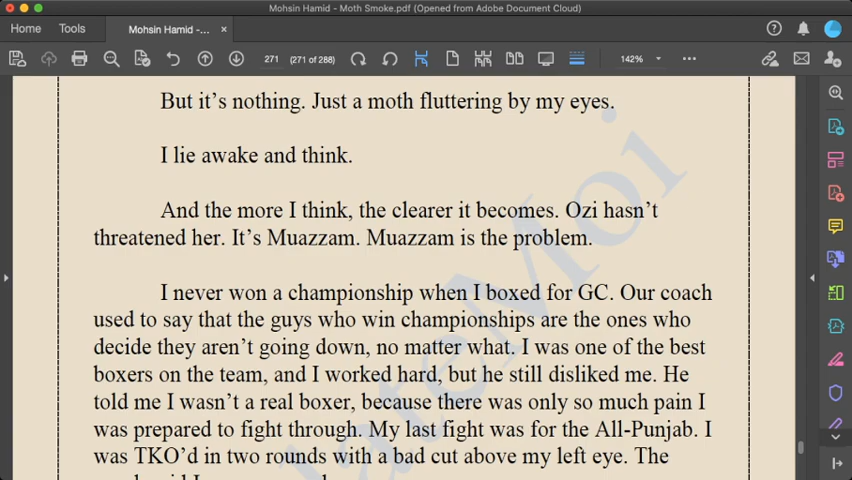 Mohsin Hamid - Moth Smoke.pdf (Opened from Adobe Document Cloud)
Home Tools Mohsin Hamid -... ×
271 (271 of 288) 142%
But it's nothing. Just a moth fluttering by my eyes.
I lie awake and think.
And the more I think, the clearer it becomes. Ozi hasn't
threatened her. It's Muazzam. Muazzam is the problem.
I never won a championship when I boxed for GC. Our coach
used to say that the guys who win championships are the ones who
decide they aren't going down, no matter what. I was one of the best
boxers on the team, and I worked hard, but he still disliked me. He
told me I wasn't a real boxer, because there was only so much pain I
was prepared to fight through. My last fight was for the All-Punjab. I
was TKO'd in two rounds with a bad cut above my left eye. The